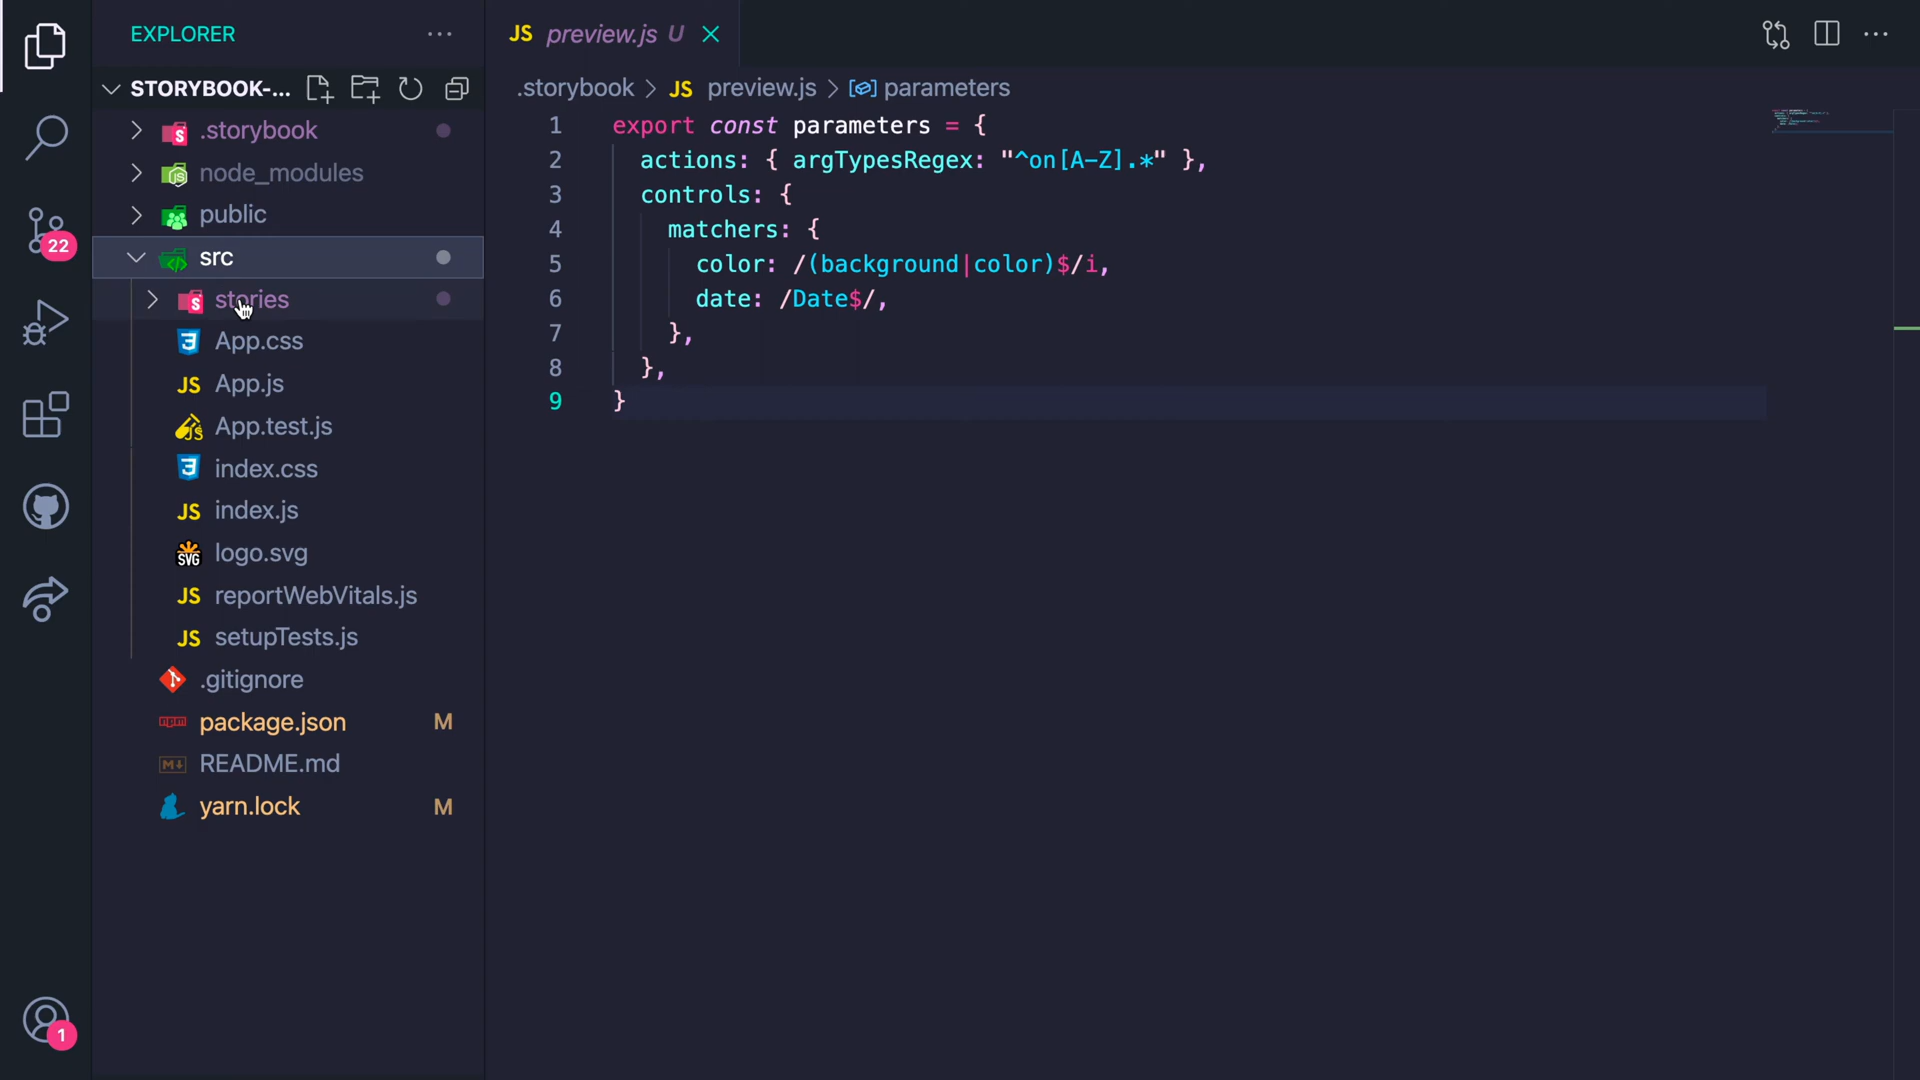 EXPLORER
STORYBOOK-...
.storybook
node_modules
public
src
stories
App.css
App.js
App.test.js
index.css
index.js
logo.svg
reportWebVitals.js
setupTests.js
.gitignore
package.json M
README.md
yarn.lock M
22
1
JS preview.js U
.storybook > JS preview.js > parameters
1 export const parameters = {
2 actions: { argTypesRegex: "^on[A-Z].*" },
3 controls: {
4 matchers: {
5 color: /(background|color)$/i,
6 date: /Date$/,
7 },
8 },
9 }